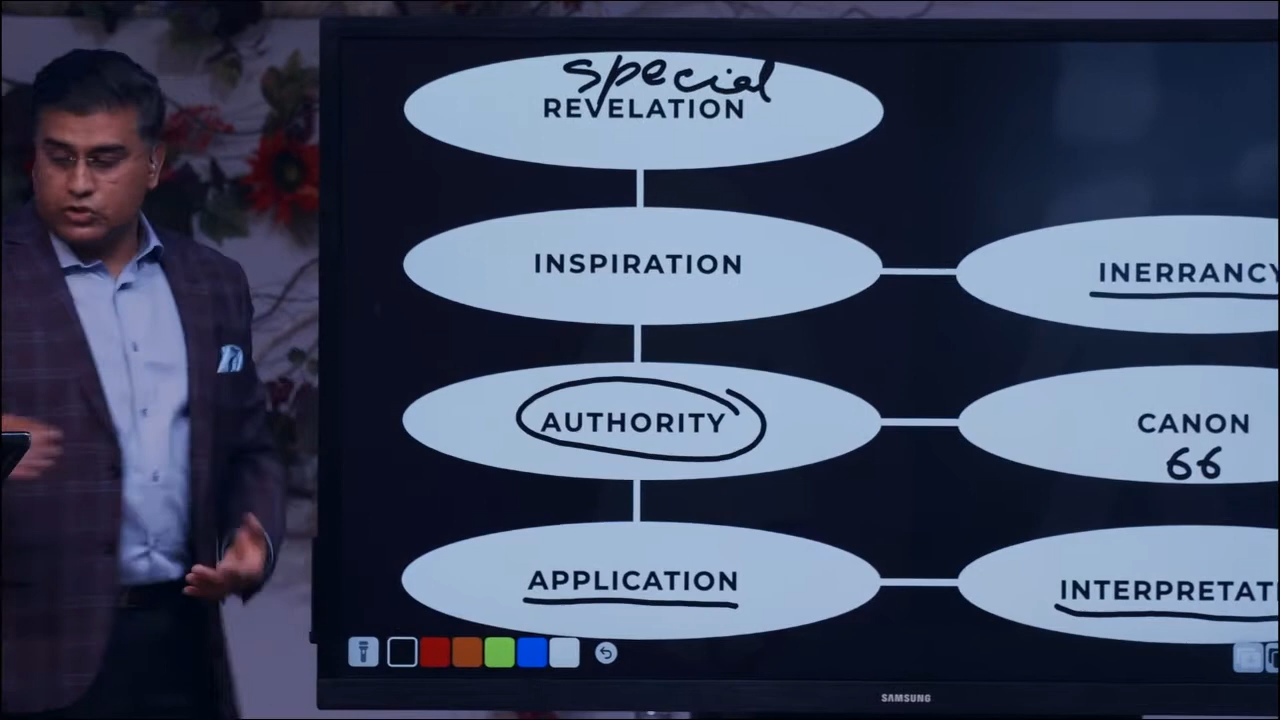 special
REVELATION
INSPIRATION
INERRANCY
AUTHORITY
CANON
66
APPLICATION
INTERPRETAT
SAMSUNG